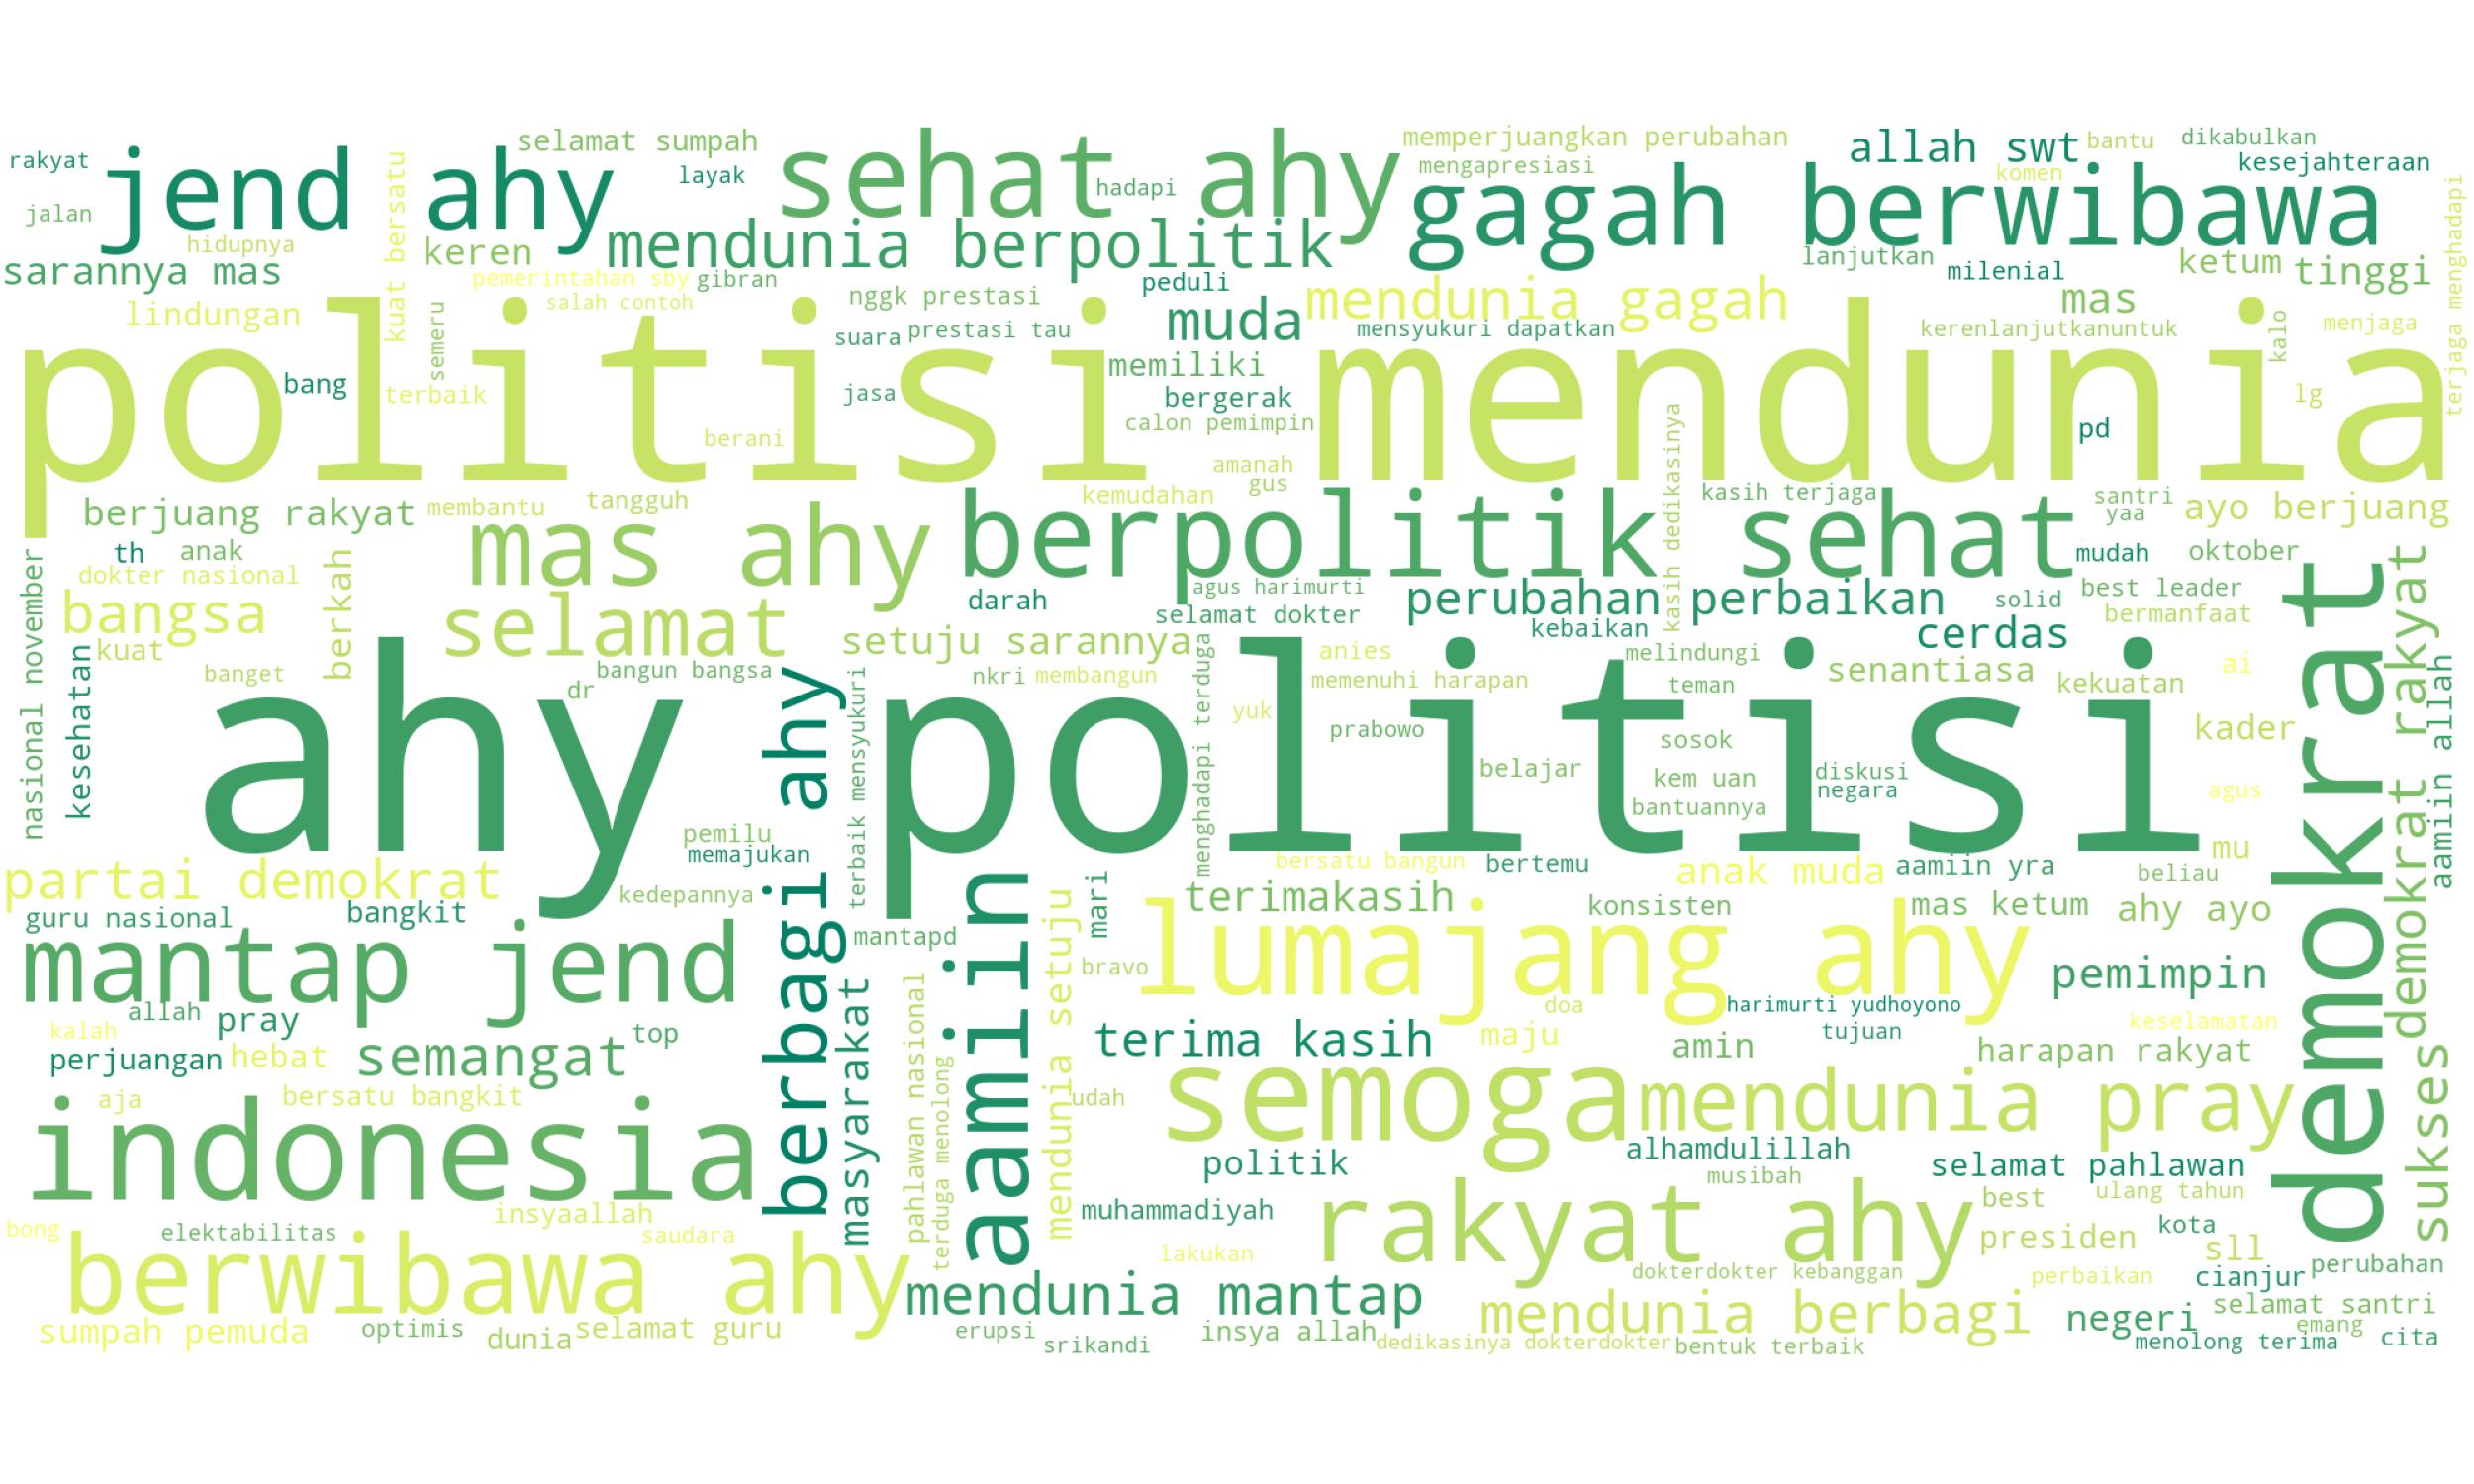 rakyat
jend ahy
kuat bersatu
selamat sumpah
layak
sehat ahy
hadapi
memperjuangkan perubahan
mengapresiasi
allah swt
bantu
dikabulkan
komen
kesejahteraan
terjaga menghadapi
jalan
hidupnya
keren
mendunia berpolitik
gagah berwibawa
sarannya mas
pemerintahan sby
gibran
peduli
lanjutkan
milenial
ketum
tinggi
lindungan
semeru
salah contoh
nggk prestasi
muda
mendunia gagah
mas
suara
prestasi tau
mensyukuri dapatkan
kerenlanjutkanuntuk
kalo
menjaga
politisi mendunia
bang
terbaik
jasa
memiliki
bergerak
calon pemimpin
kasih dedikasinya
lg
berani
pd
amanah
gus
berjuang rakyat
membantu
tangguh
kemudahan
kasih terjaga
santri
yaa
ayo berjuang
nasional november
th
anak
mas ahy
berpolitik sehat
mudah
oktober
dokter nasional
berkah
agus harimurti
best leader
bangsa
selamat
darah
selamat dokter
perubahan perbaikan
solid
bermanfaat
kebaikan
cerdas
demokrat
demokrat rakyat
kesehatan
kuat
setuju sarannya
menghadapi terduga
anies
melindungi
aamiin allah
banget
bangun bangsa
dr
berbagi ahy
terbaik mensyukuri
nkri
membangun
memenuhi harapan
teman
senantiasa
ai
kekuatan
ahy politisi
yuk
prabowo
sosok
kader
belajar
kem uan
diskusi
negara
agus
bantuannya
pemilu
memajukan
mu
partai demokrat
kedepannya
bersatu bangun
bertemu
anak muda
aamiin yra
beliau
guru nasional
bangkit
aamiin
mendunia setuju
mari
terimakasih
konsisten
mas ketum
ahy ayo
mantap jend
mantapd
bravo
lumajang ahy
pemimpin
masyarakat
pahlawan nasional
allah
pray
doa
harimurti yudhoyono
kalah
top
terima kasih
maju
tujuan
keselamatan
perjuangan
hebat
semangat
terduga menolong
amin
harapan rakyat
sukses
aja
bersatu bangkit
udah
semoga
mendunia pray
indonesia
politik
alhamdulillah
selamat pahlawan
musibah
best
ulang tahun
insyaallah
muhammadiyah
rakyat ahy
bong
elektabilitas
saudara
presiden
kota
berwibawa ahy
lakukan
sll
dokterdokter kebanggan
perbaikan
cianjur
perubahan
mendunia mantap
mendunia berbagi
negeri
selamat santri
sumpah pemuda
optimis
dunia
selamat guru
erupsi
srikandi
insya allah
dedikasinya dokterdokter
bentuk terbaik
emang
menolong terima
cita